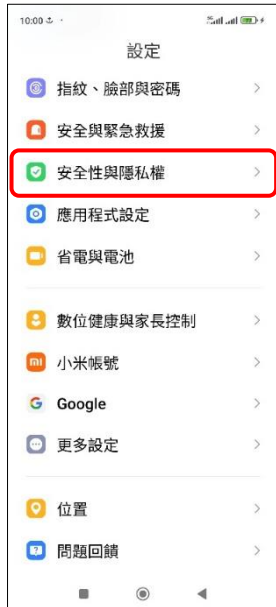 10:00
設定
指紋、臉部與密碼
安全與緊急救援
安全性與隱私權
應用程式設定
省電與電池
數位健康與家長控制
小米帳號
Google
更多設定
位置
問題回饋